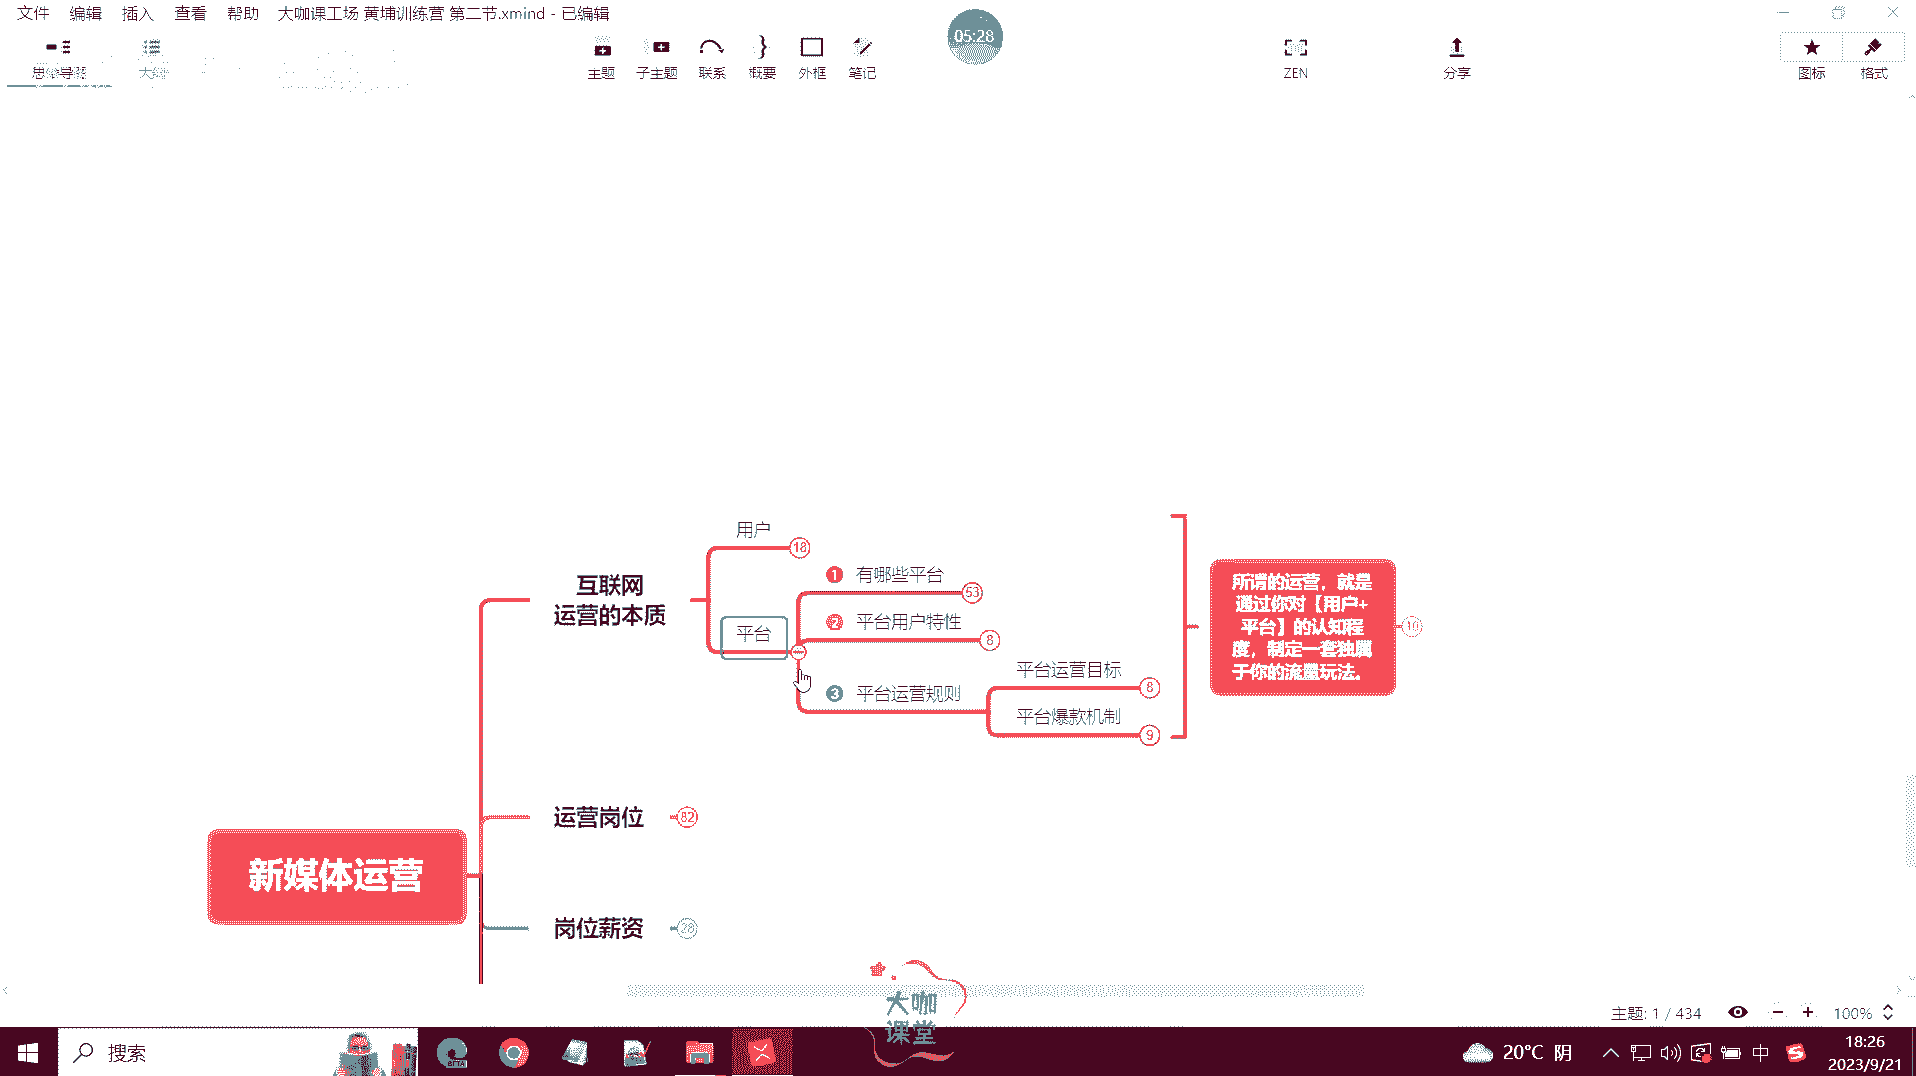 文件 编辑 插入 查看 帮助 大咖课工场 黄埔训练营 第二节.xmind - 已编辑
05:28
思维导图 大纲 主题 子主题 联系 概要 外框 笔记 ZEN 分享 图标 格式
用户 18
互联网
运营的本质
平台
1 有哪些平台 53
2 平台用户特性 8
3 平台运营规则
平台运营目标 8
平台爆款机制 9
所谓的运营，就是
通过你对【用户+
平台】的认知程
度，制定一套独属
于你的流量玩法。
10
运营岗位 82
新媒体运营
岗位薪资 28
大咖
课堂
主题: 1 / 434 100%
搜索
20°C 阴
中
18:26
2023/9/21